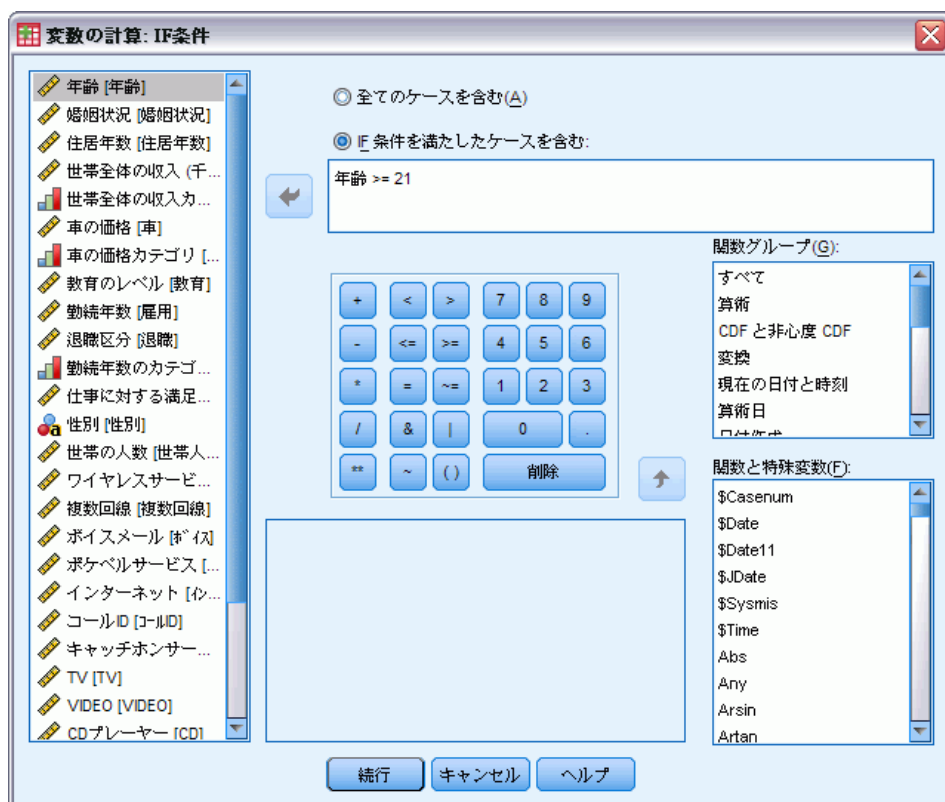 変数の計算: IF条件
年齢 [年齢]
婚姻状況 [婚姻状況]
住居年数 [住居年数]
世帯全体の収入 (千...
世帯全体の収入カ...
車の価格 [車]
車の価格カテゴリ [...
教育のレベル [教育]
勤続年数 [雇用]
退職区分 [退職]
勤続年数のカテゴ...
仕事に対する満足...
性別 [性別]
世帯の人数 [世帯人...
ワイヤレスサービ...
複数回線 [複数回線]
ボイスメール [ﾎﾞｲｽ]
ポケベルサービス [...
インターネット [ｲﾝ...
コールID [ｺｰﾙID]
キャッチホンサー...
TV [TV]
VIDEO [VIDEO]
CDプレーヤー [CD]
全てのケースを含む(A)
IF 条件を満たしたケースを含む:
年齢 >= 21
+ < > 7 8 9
- <= >= 4 5 6
* = ~= 1 2 3
/ & | 0 .
** ~ ( ) 削除
関数グループ(G):
すべて
算術
CDF と非心度 CDF
変換
現在の日付と時刻
算術日
日付作成
関数と特殊変数(F):
$Casenum
$Date
$Date11
$JDate
$Sysmis
$Time
Abs
Any
Arsin
Artan
続行 キャンセル ヘルプ